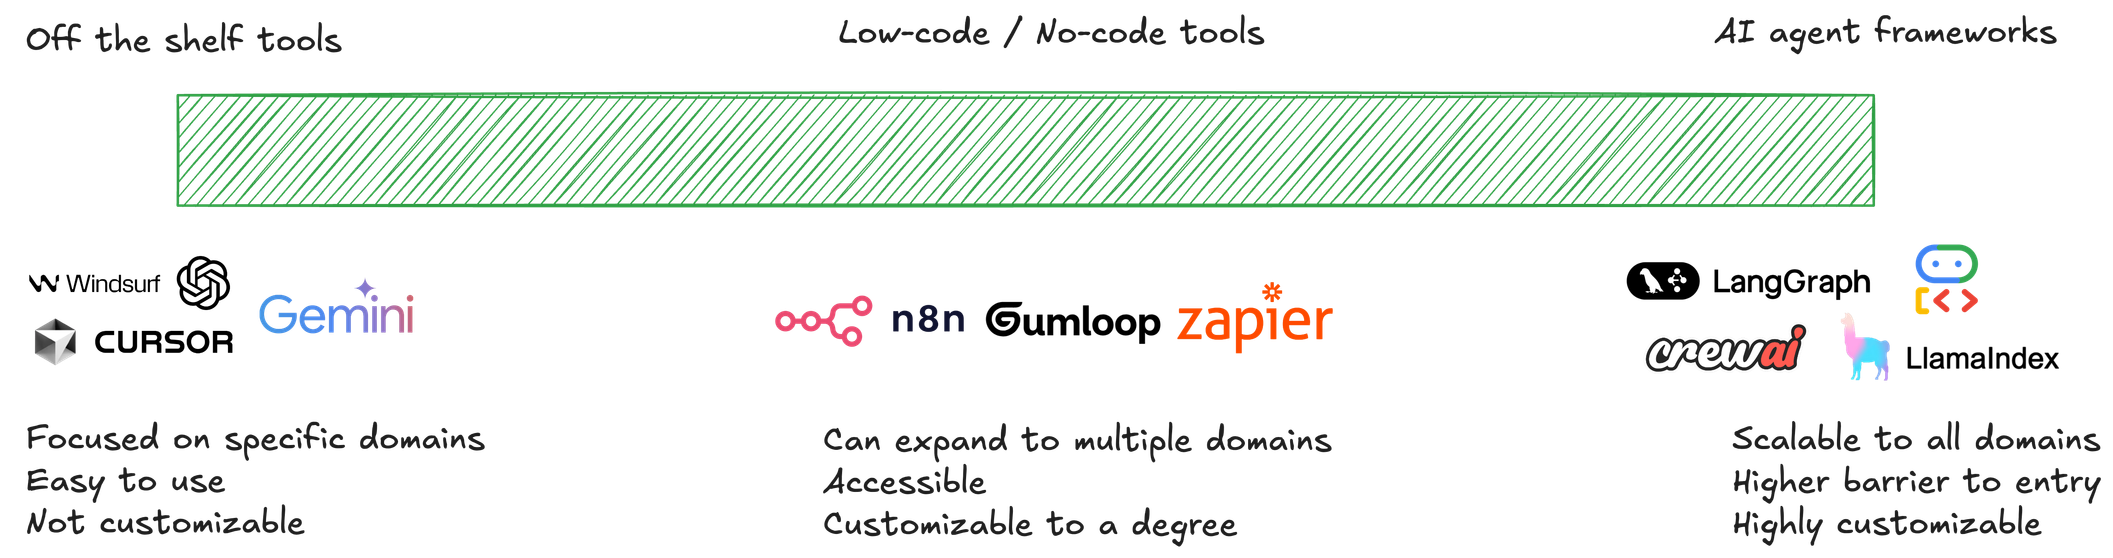 Off the shelf tools
Low-code / No-code tools
AI agent frameworks
Windsurf
CURSOR
Gemini
n8n
Gumloop
zapier
LangGraph
crewai
LlamaIndex
Focused on specific domains
Easy to use
Not customizable
Can expand to multiple domains
Accessible
Customizable to a degree
Scalable to all domains
Higher barrier to entry
Highly customizable